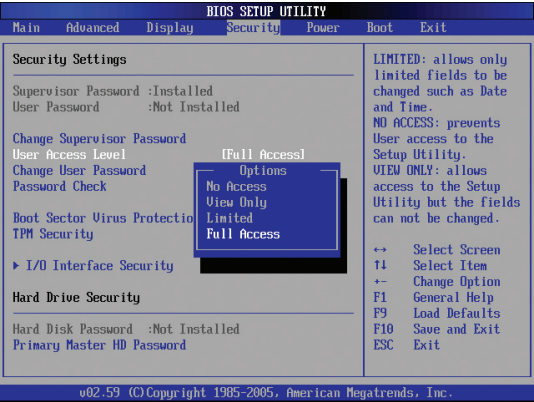 BIOS SETUP UTILITY
Main Advanced Display Security Power Boot Exit
Security Settings
Supervisor Password :Installed
User Password :Not Installed
Change Supervisor Password
User Access Level [Full Access]
Change User Password
Password Check
Boot Sector Virus Protectio
TPM Security
I/O Interface Security
Hard Drive Security
Hard Disk Password :Not Installed
Primary Master HD Password
Options
No Access
View Only
Limited
Full Access
LIMITED: allows only
limited fields to be
changed such as Date
and Time.
NO ACCESS: prevents
User access to the
Setup Utility.
VIEW ONLY: allows
access to the Setup
Utility but the fields
can not be changed.
↔ Select Screen
↑↓ Select Item
+- Change Option
F1 General Help
F9 Load Defaults
F10 Save and Exit
ESC Exit
v02.59 (C)Copyright 1985-2005, American Megatrends, Inc.